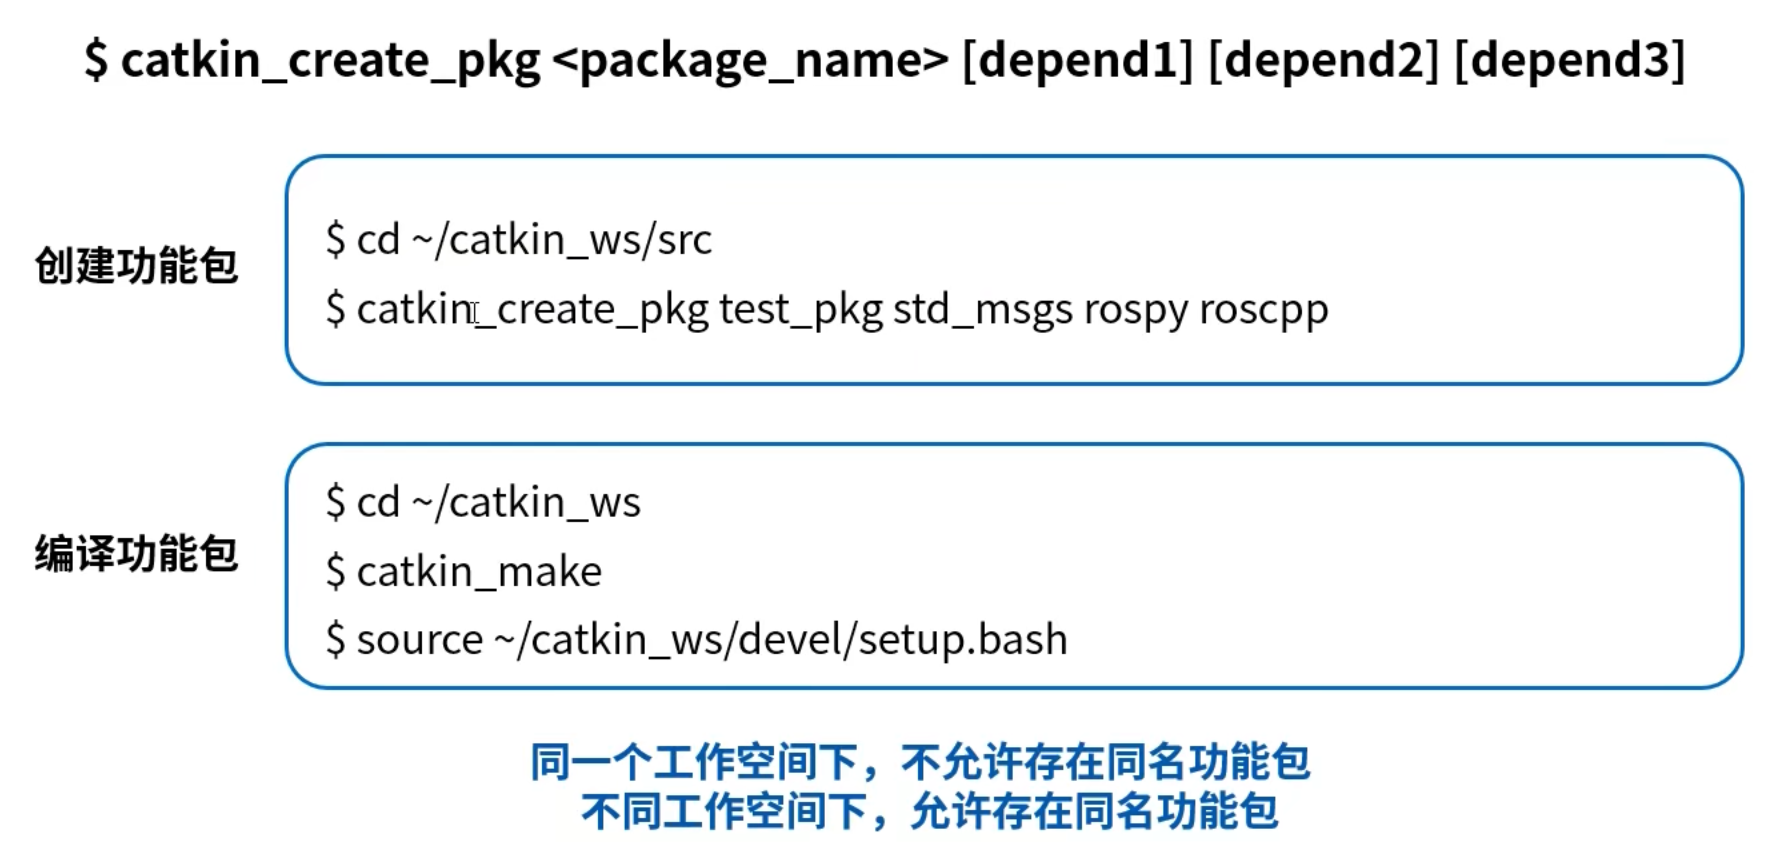 $ catkin_create_pkg <package_name> [depend1] [depend2] [depend3]
创建功能包
$ cd ~/catkin_ws/src
$ catkin_create_pkg test_pkg std_msgs rospy roscpp
编译功能包
$ cd ~/catkin_ws
$ catkin_make
$ source ~/catkin_ws/devel/setup.bash
同一个工作空间下，不允许存在同名功能包
不同工作空间下，允许存在同名功能包